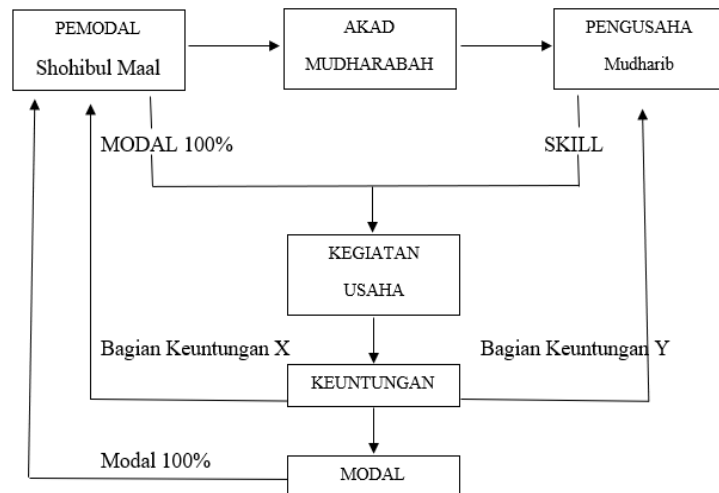 PEMODAL
Shohibul Maal
AKAD
MUDHARABAH
PENGUSAHA
Mudharib
MODAL 100%
SKILL
KEGIATAN
USAHA
Bagian Keuntungan X
Bagian Keuntungan Y
KEUNTUNGAN
Modal 100%
MODAL